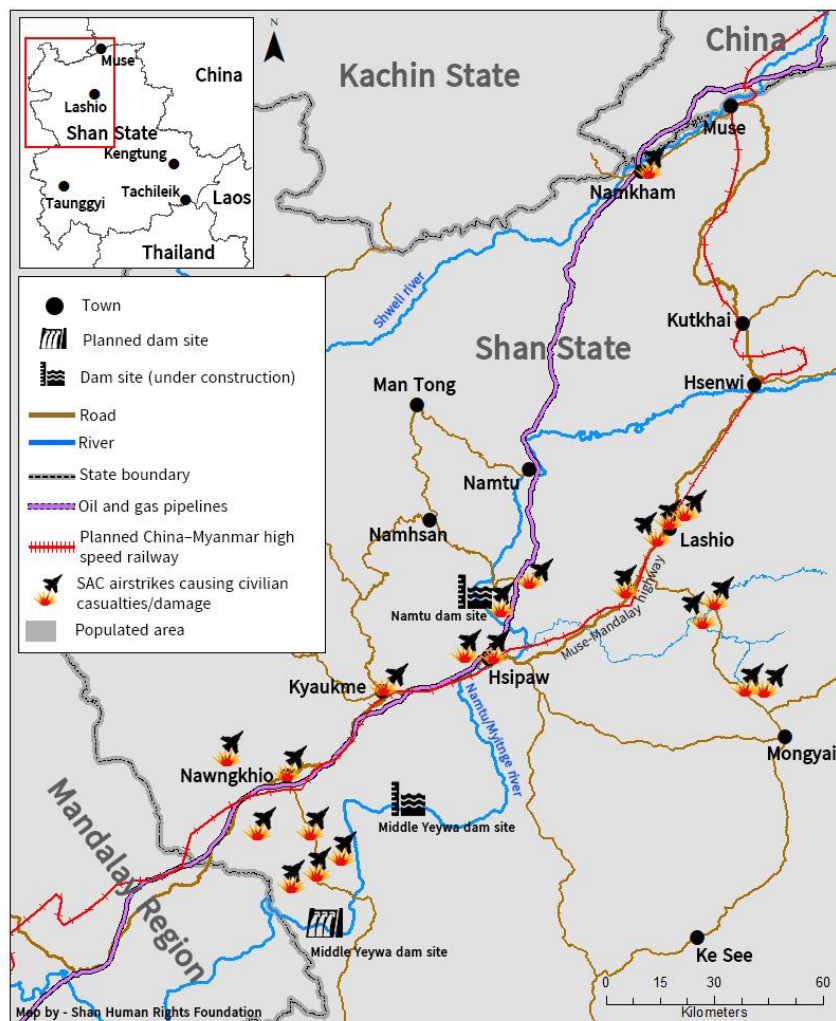 N
Muse
China
Lashio
Shan State
Kengtung
Taunggyi
Tachileik
Laos
Thailand
Kachin State
China
Muse
Namkham
Shweli river
Kutkhai
Shan State
Hsenwi
Man Tong
Namtu
Namhsan
Lashio
Namtu dam site
Muse-Mandalay highway
Hsipaw
Kyaukme
Namtu/Myitnge river
Mongyai
Nawngkhio
Middle Yeywa dam site
Mandalay Region
Middle Yeywa dam site
Ke See
Town
Planned dam site
Dam site (under construction)
Road
River
State boundary
Oil and gas pipelines
Planned China–Myanmar high
speed railway
SAC airstrikes causing civilian
casualties/damage
Populated area
0 15 30 60
Kilometers
Map by - Shan Human Rights Foundation